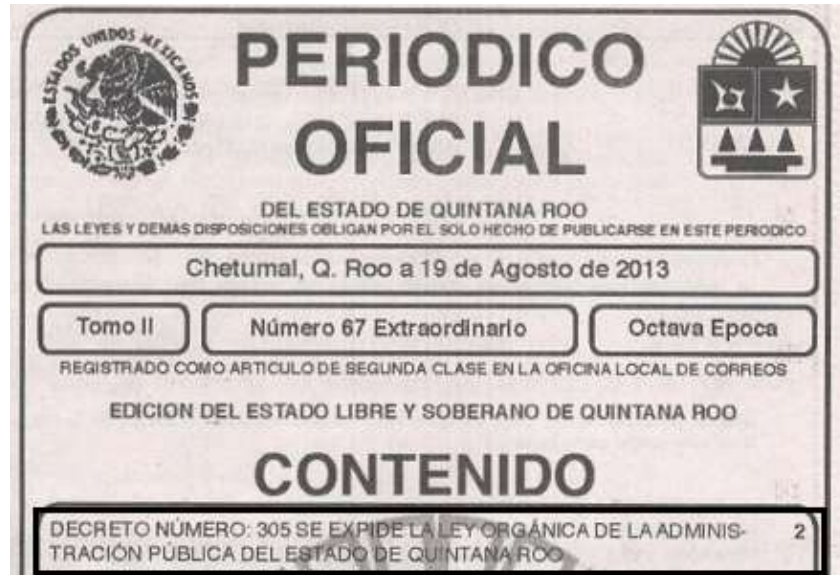 ESTADOS UNIDOS MEXICANOS
PERIODICO
OFICIAL
DEL ESTADO DE QUINTANA ROO
LAS LEYES Y DEMAS DISPOSICIONES OBLIGAN POR EL SOLO HECHO DE PUBLICARSE EN ESTE PERIODICO
Chetumal, Q. Roo a 19 de Agosto de 2013
Tomo II Número 67 Extraordinario Octava Epoca
REGISTRADO COMO ARTICULO DE SEGUNDA CLASE EN LA OFICINA LOCAL DE CORREOS
EDICION DEL ESTADO LIBRE Y SOBERANO DE QUINTANA ROO
CONTENIDO
DECRETO NÚMERO: 305 SE EXPIDE LA LEY ORGÁNICA DE LA ADMINIS- 2
TRACIÓN PÚBLICA DEL ESTADO DE QUINTANA ROO